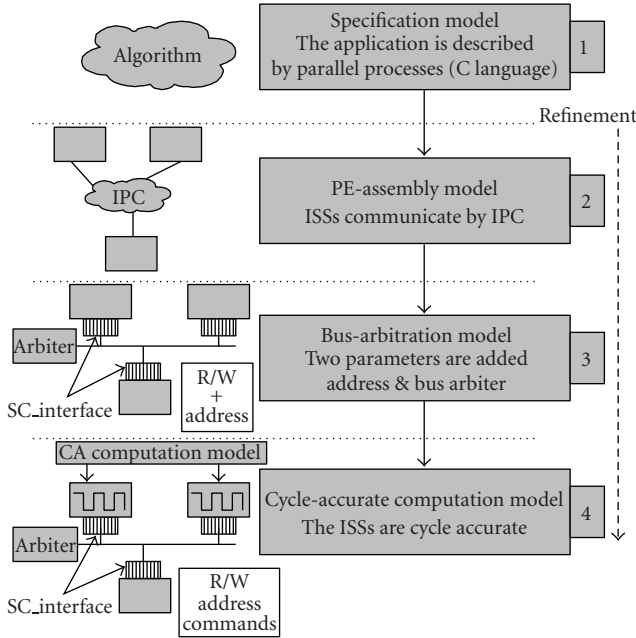 Algorithm
Specification model
The application is described
by parallel processes (C language)
1
Refinement
IPC
PE-assembly model
ISSs communicate by IPC
2
Arbiter
SC_interface
R/W
+
address
Bus-arbitration model
Two parameters are added
address & bus arbiter
3
CA computation model
Arbiter
SC_interface
R/W
address
commands
Cycle-accurate computation model
The ISSs are cycle accurate
4